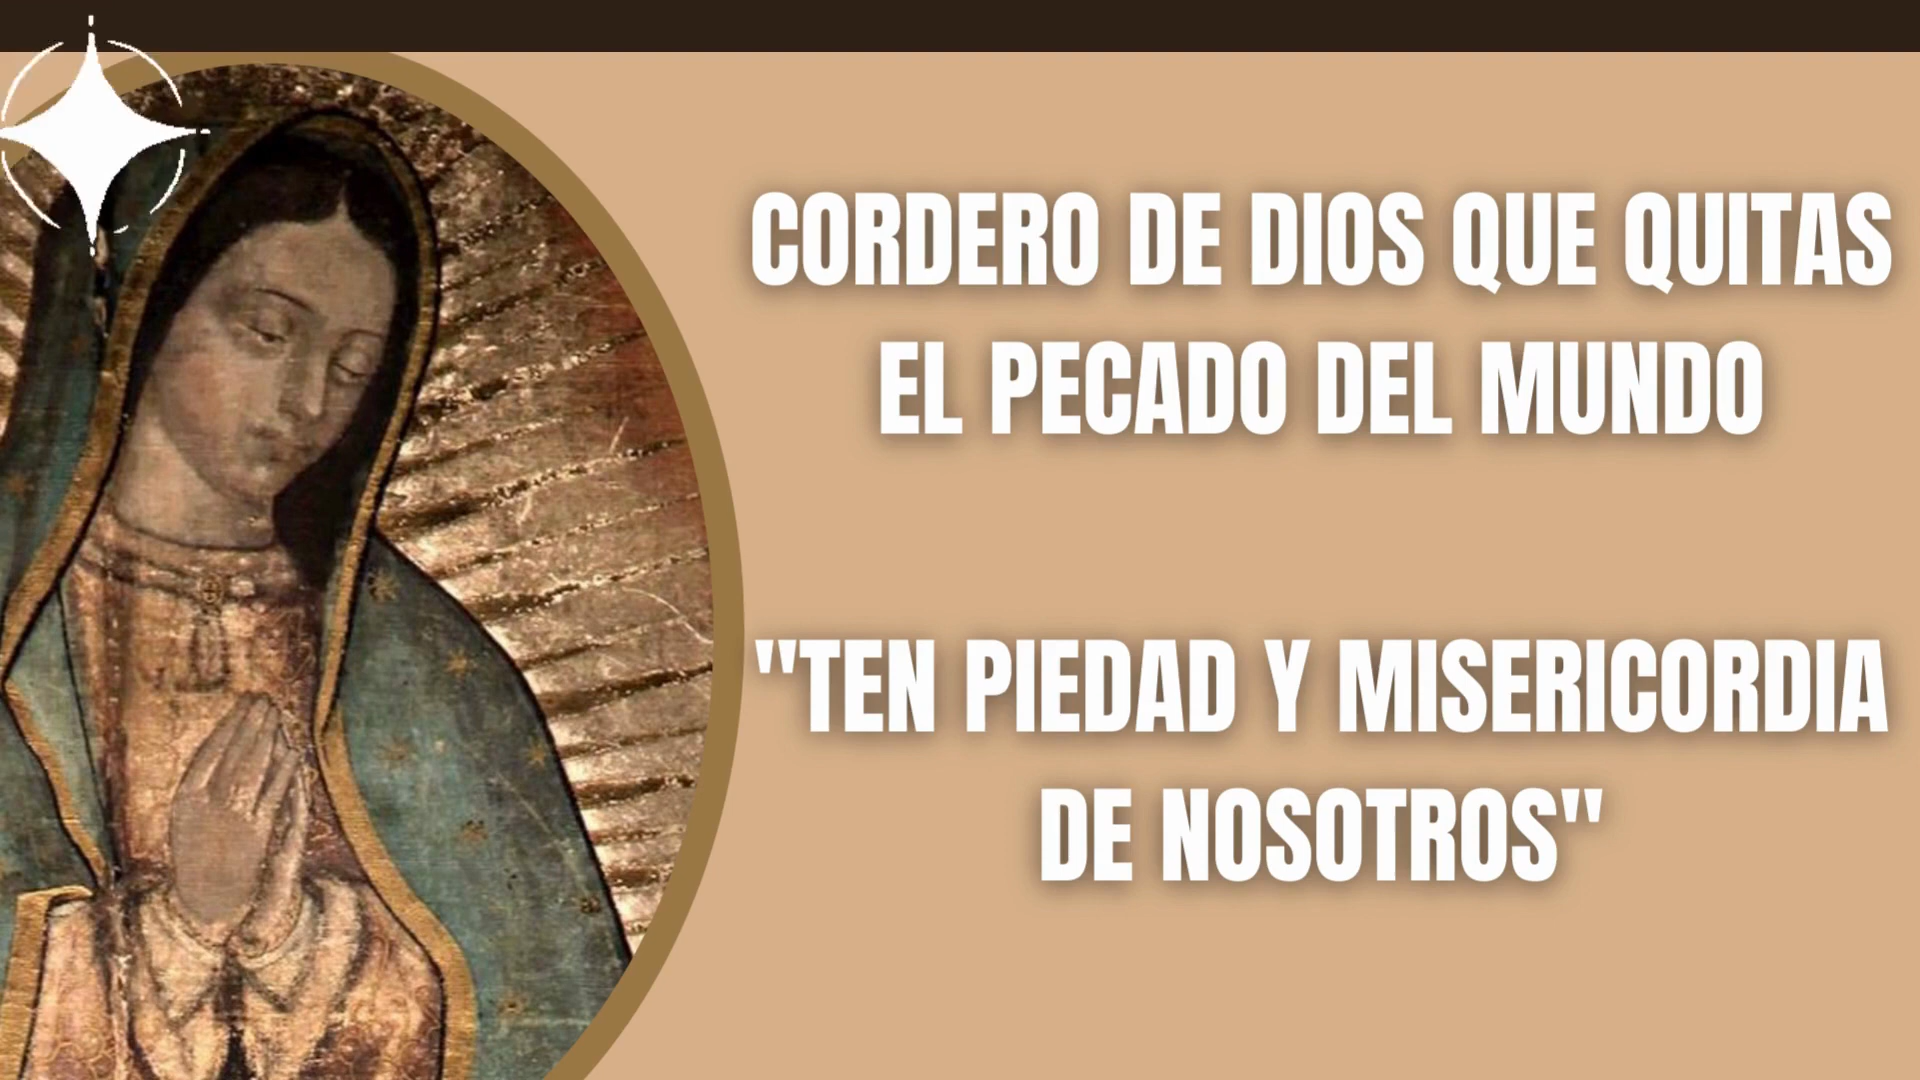 CORDERO DE DIOS QUE QUITAS
EL PECADO DEL MUNDO
"TEN PIEDAD Y MISERICORDIA
DE NOSOTROS"